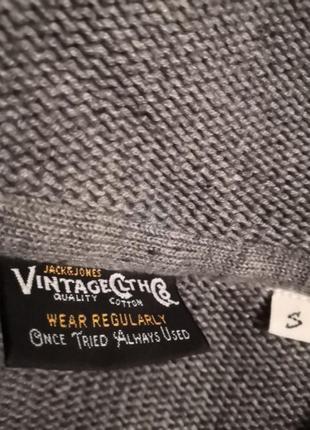 JACK&JONES
VINTAGE CLTH Co
QUALITY COTTON
WEAR REGULARLY
ONCE TRIED ALWAYS USED
S